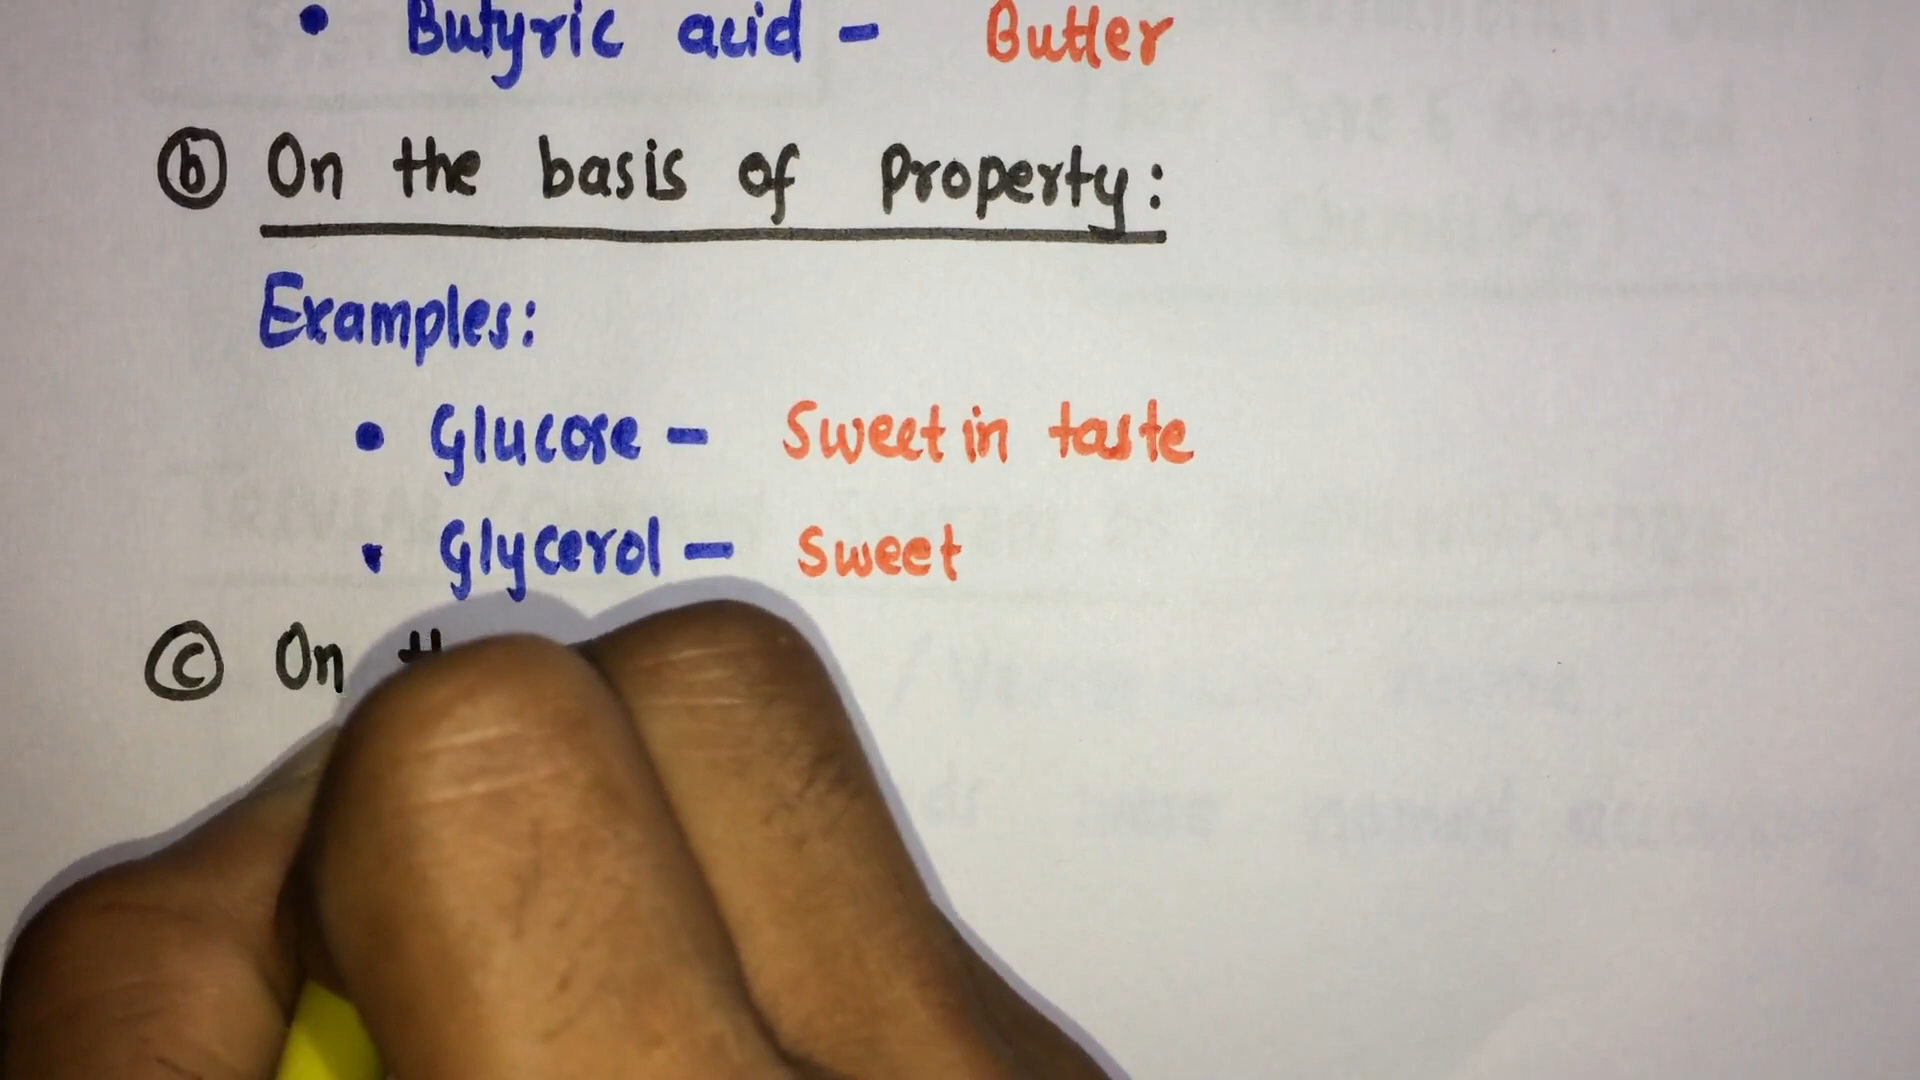 • Butyric acid - Butter
ⓑ On the basis of Property:
Examples:
• Glucose - Sweet in taste
• Glycerol - Sweet
ⓒ On